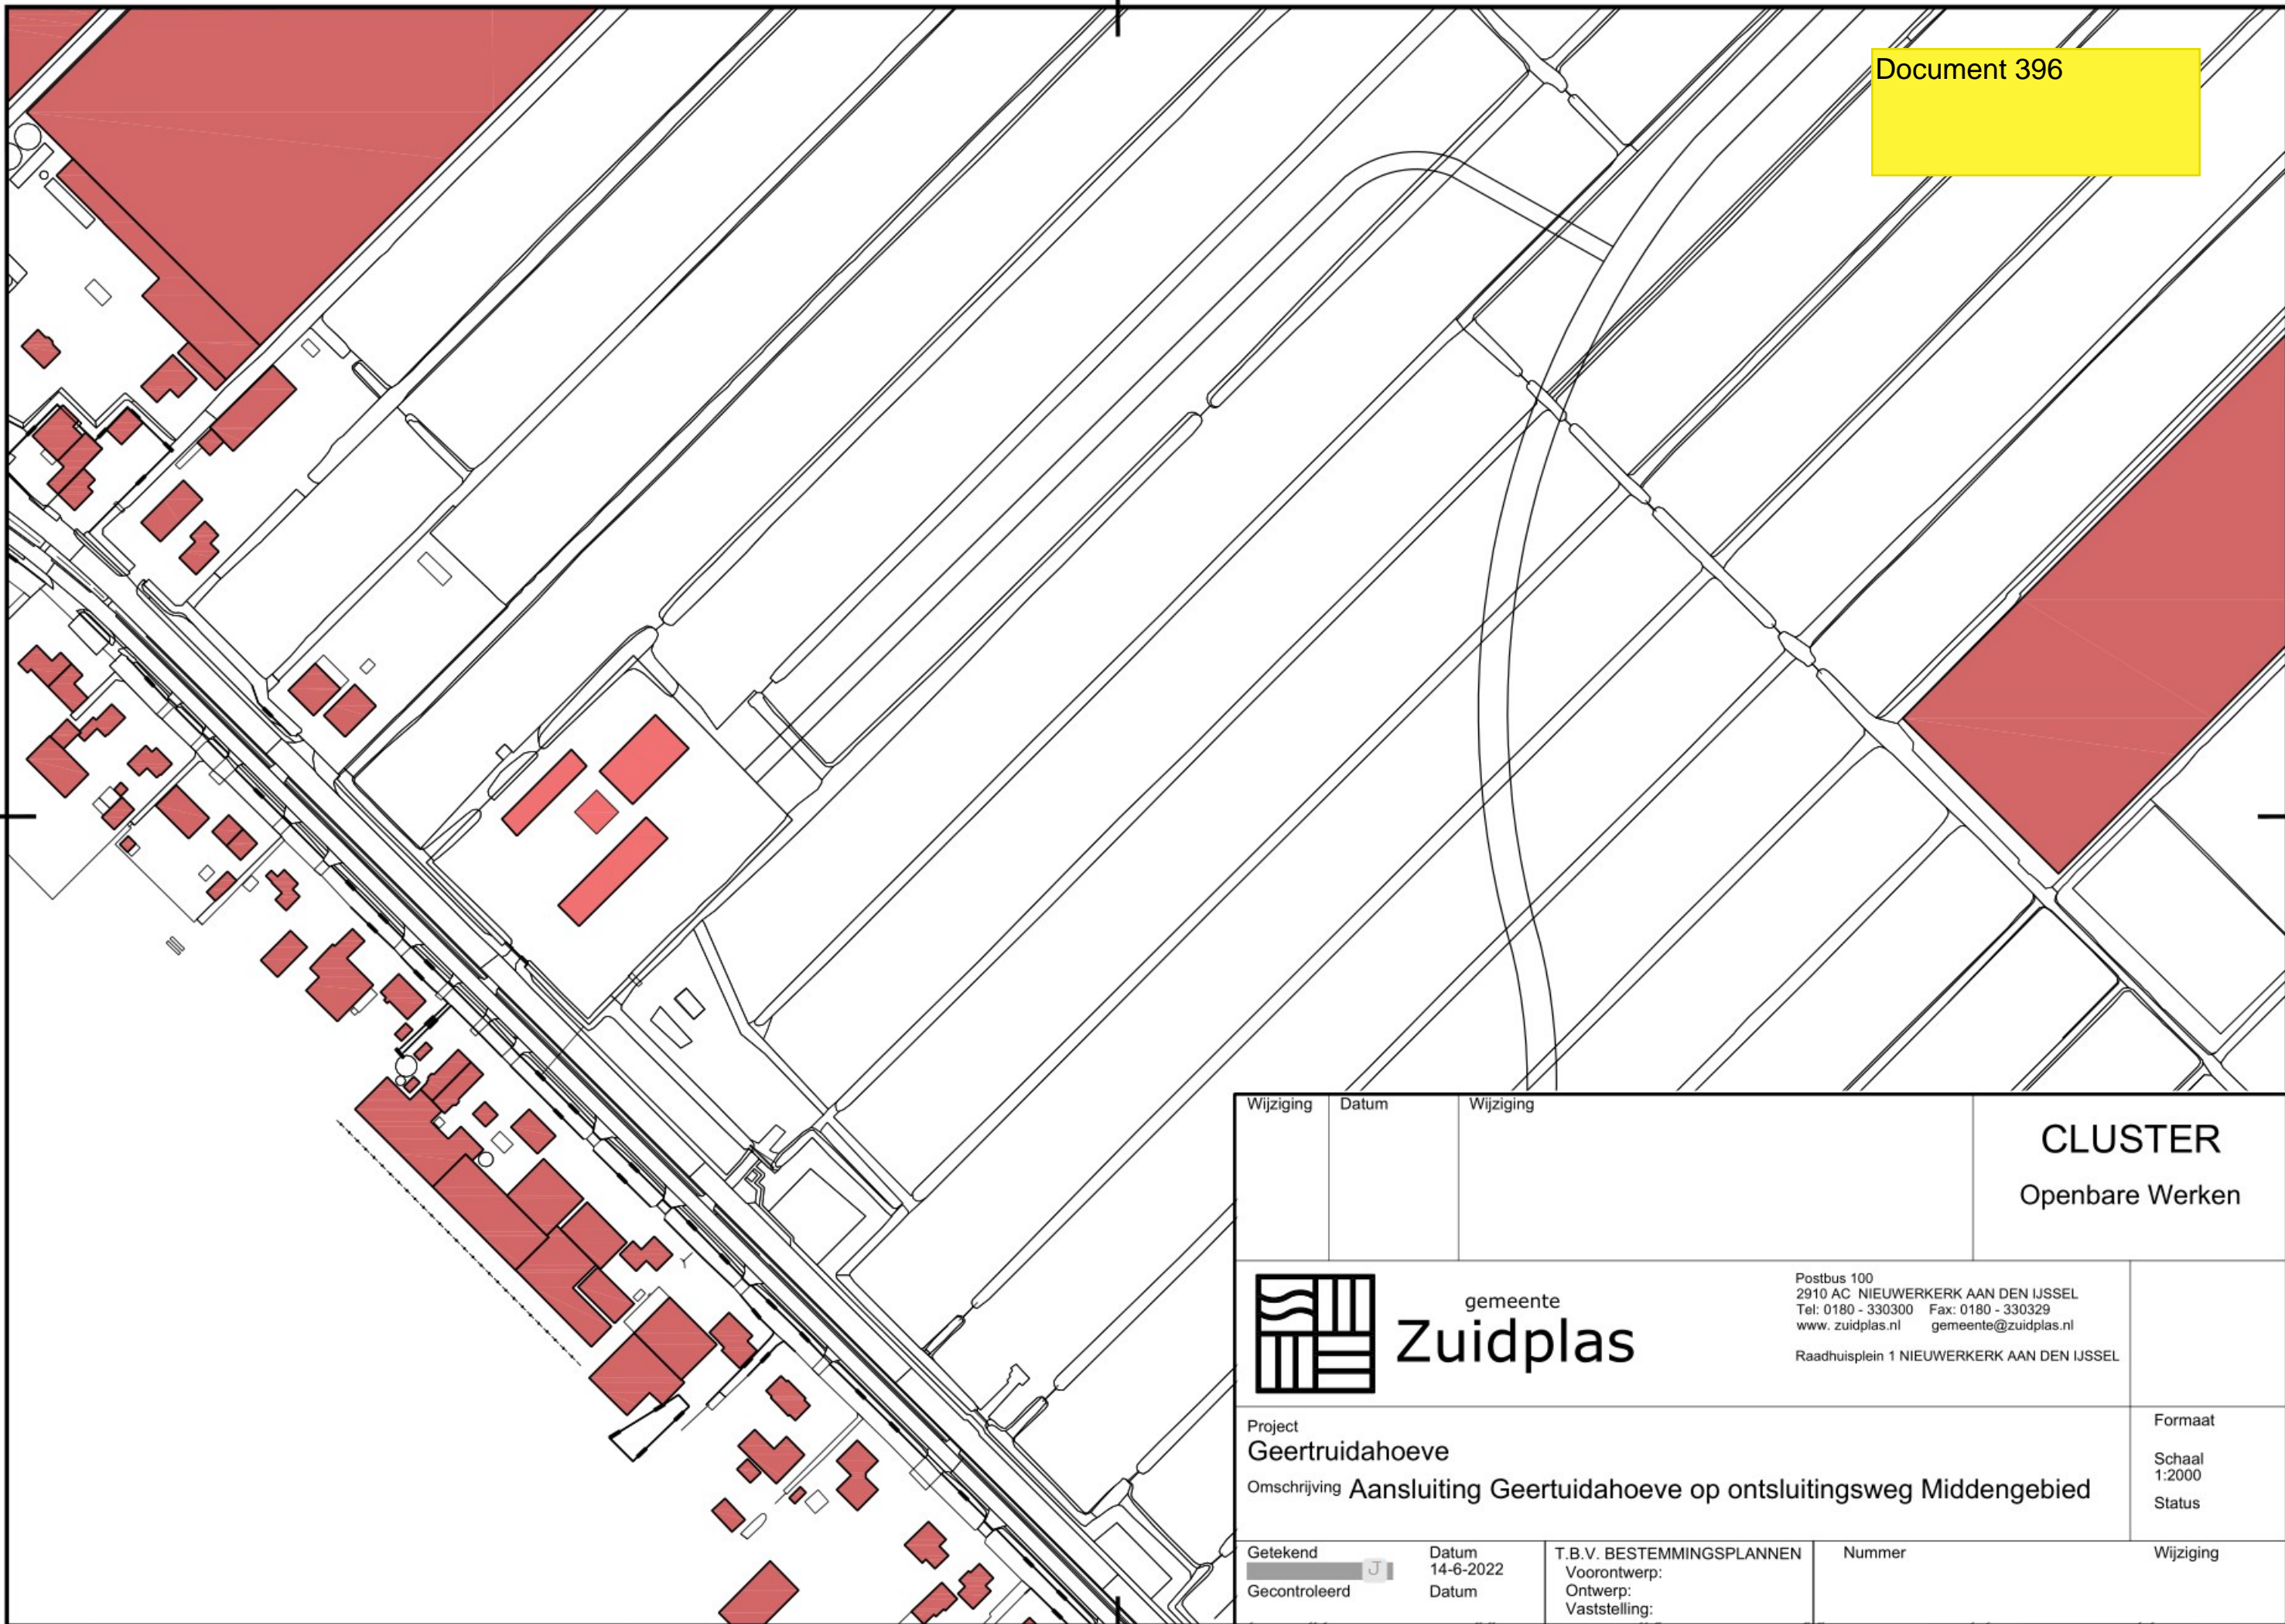 Document 396
Wijziging Datum Wijziging
CLUSTER
Openbare Werken
gemeente
Zuidplas
Postbus 100
2910 AC NIEUWERKERK AAN DEN IJSSEL
Tel: 0180 - 330300 Fax: 0180 - 330329
www. zuidplas.nl gemeente@zuidplas.nl
Raadhuisplein 1 NIEUWERKERK AAN DEN IJSSEL
Project
Geertruidahoeve
Omschrijving Aansluiting Geertuidahoeve op ontsluitingsweg Middengebied
Formaat
Schaal
1:2000
Status
Getekend
J
Gecontroleerd
Datum
14-6-2022
Datum
T.B.V. BESTEMMINGSPLANNEN
Voorontwerp:
Ontwerp:
Vaststelling:
Nummer
Wijziging